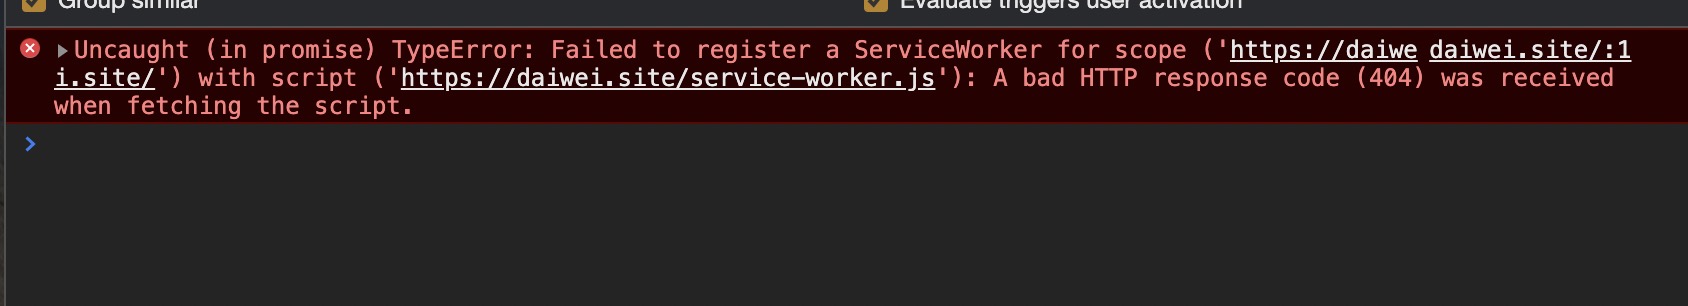 Group similar
Evaluate triggers user activation
Uncaught (in promise) TypeError: Failed to register a ServiceWorker for scope ('https://daiwe daiwei.site/:1
i.site/') with script ('https://daiwei.site/service-worker.js'): A bad HTTP response code (404) was received
when fetching the script.